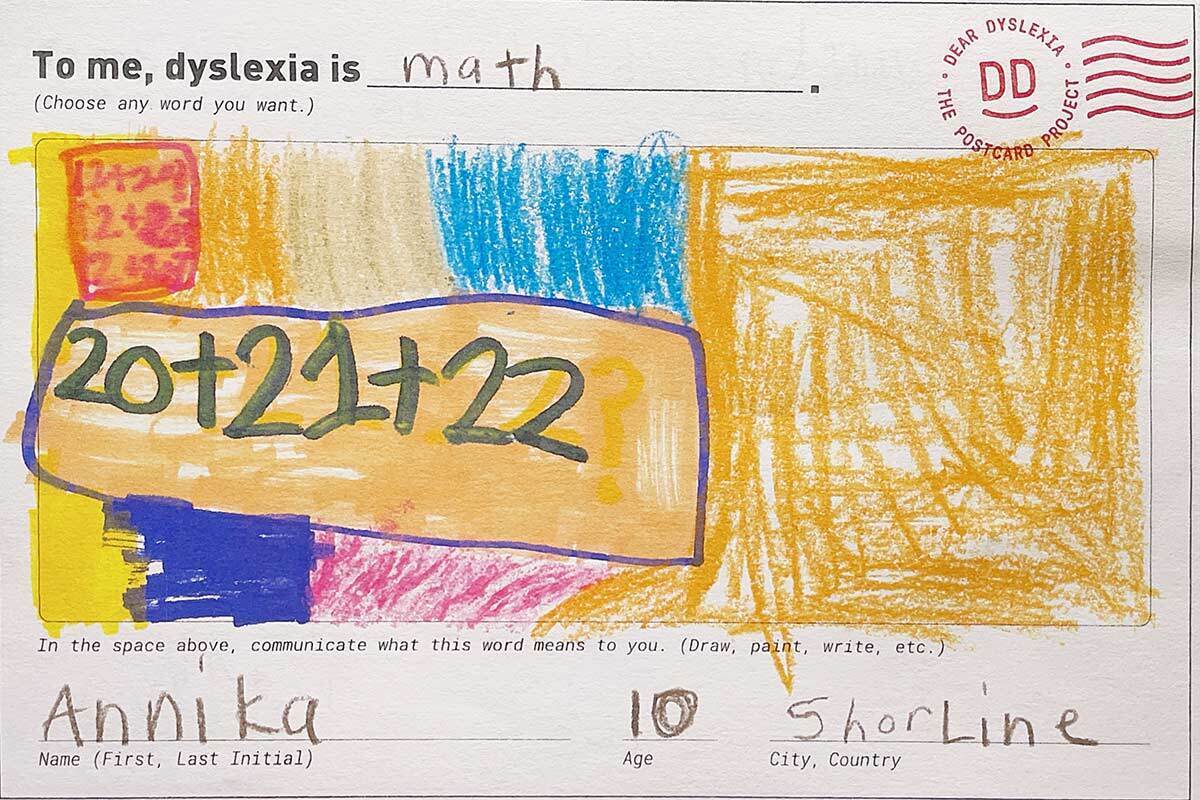 To me, dyslexia is math.
(Choose any word you want.)
DEAR DYSLEXIA • THE POSTCARD PROJECT •
DD
20+21+22?
In the space above, communicate what this word means to you. (Draw, paint, write, etc.)
Annika 10 ShorLine
Name (First, Last Initial) Age City, Country